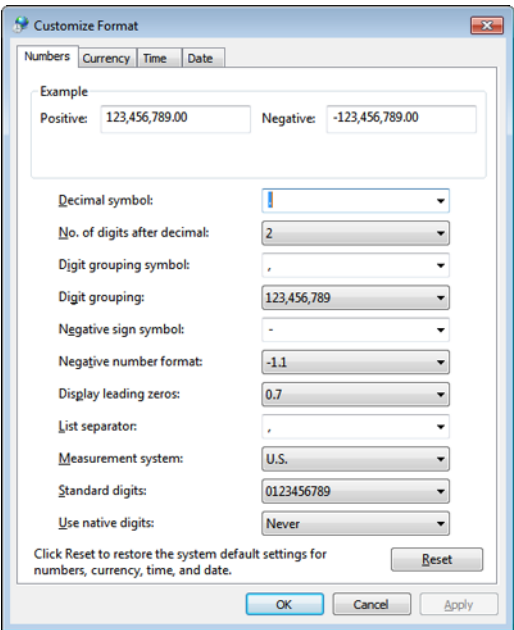 Customize Format
Numbers Currency Time Date
Example
Positive: 123,456,789.00 Negative: -123,456,789.00
Decimal symbol: .
No. of digits after decimal: 2
Digit grouping symbol: ,
Digit grouping: 123,456,789
Negative sign symbol: -
Negative number format: -1.1
Display leading zeros: 0.7
List separator: ,
Measurement system: U.S.
Standard digits: 0123456789
Use native digits: Never
Click Reset to restore the system default settings for
numbers, currency, time, and date.
Reset
OK Cancel Apply